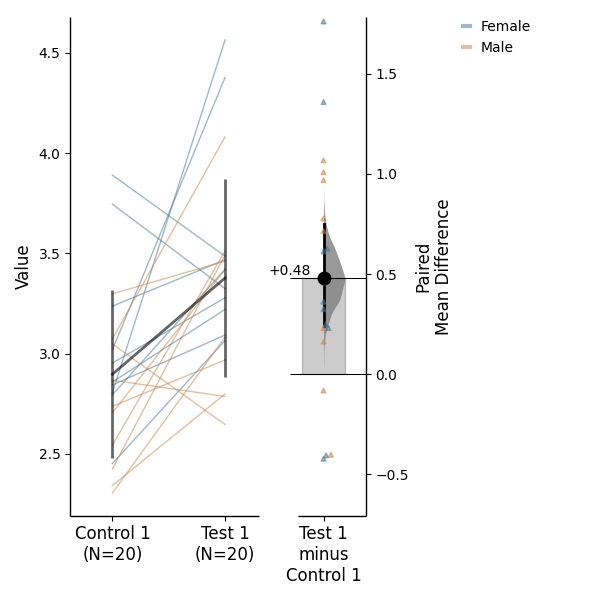 Female
Male
4.5
4.0
3.5
3.0
2.5
Value
1.5
1.0
0.5
0.0
−0.5
Paired
Mean Difference
+0.48
Control 1
(N=20)
Test 1
(N=20)
Test 1
minus
Control 1